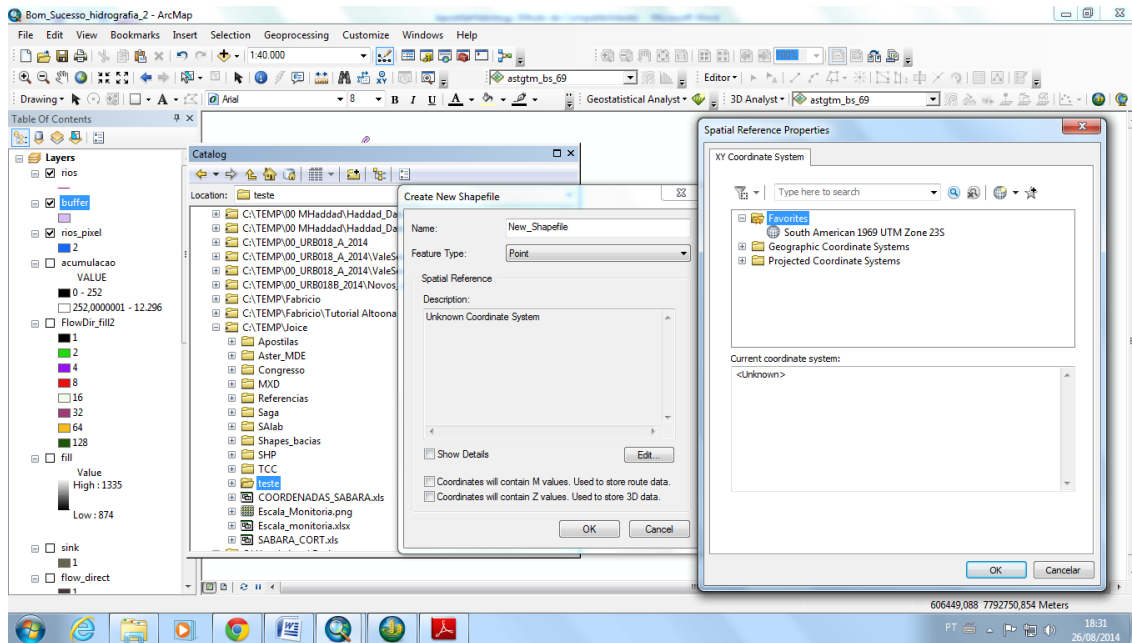 Bom_Sucesso_hidrografia_2 - ArcMap
File Edit View Bookmarks Insert Selection Geoprocessing Customize Windows Help
1:40.000
100%
astgtm_bs_69
Editor
Drawing
Arial
8
B I U A
Geostatistical Analyst
3D Analyst
astgtm_bs_69
Table Of Contents
Layers
rios
buffer
rios_pixel
2
acumulacao
VALUE
0 - 252
252,0000001 - 12.296
FlowDir_fill2
1
2
4
8
16
32
64
128
fill
Value
High : 1335
Low : 874
sink
1
flow_direct
Catalog
Location: teste
C:\TEMP\00 MHaddad\Haddad_Da
C:\TEMP\00 MHaddad\Haddad_Da
C:\TEMP\00_URB018_A_2014
C:\TEMP\00_URB018_A_2014\ValeSe
C:\TEMP\00_URB018_A_2014\ValeSe
C:\TEMP\00_URB018B_2014\Novos_
C:\TEMP\Fabricio
C:\TEMP\Fabricio\Tutorial Altoona
C:\TEMP\Joice
Apostilas
Aster_MDE
Congresso
MXD
Referencias
Saga
SAlab
Shapes_bacias
SHP
TCC
teste
COORDENADAS_SABARA.xls
Escala_Monitoria.png
Escala_monitoria.xlsx
SABARA_CORT.xls
Create New Shapefile
Name: New_Shapefile
Feature Type: Point
Spatial Reference
Description:
Unknown Coordinate System
Show Details
Edit...
Coordinates will contain M values. Used to store route data.
Coordinates will contain Z values. Used to store 3D data.
OK Cancel
Spatial Reference Properties
XY Coordinate System
Type here to search
Favorites
South American 1969 UTM Zone 23S
Geographic Coordinate Systems
Projected Coordinate Systems
Current coordinate system:
<Unknown>
OK Cancelar
606449,088 7792750,854 Meters
PT
18:31
26/08/2014